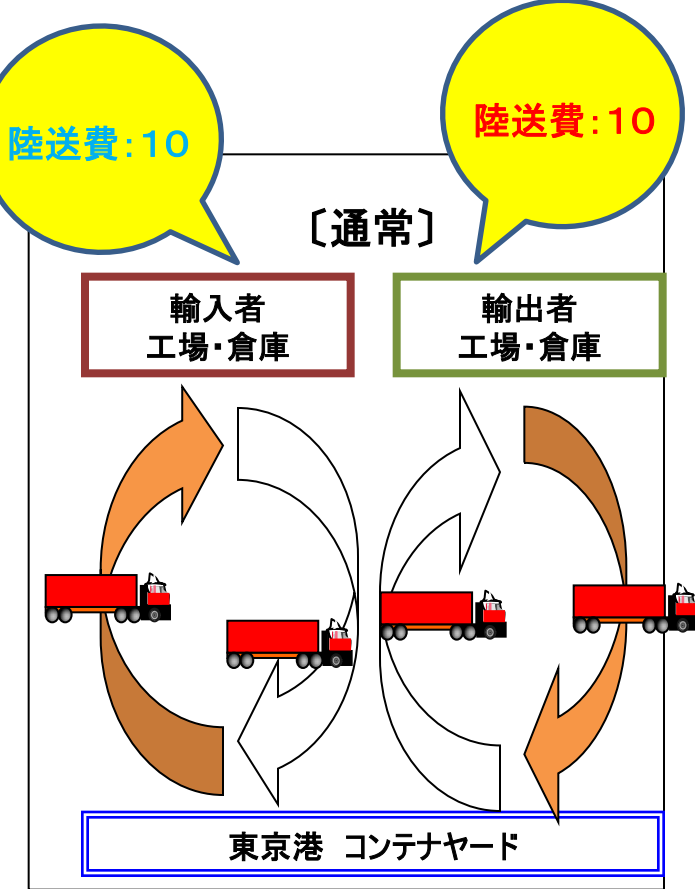 陸送費：10
陸送費：10
〔通常〕
輸入者
工場・倉庫
輸出者
工場・倉庫
東京港 コンテナヤード